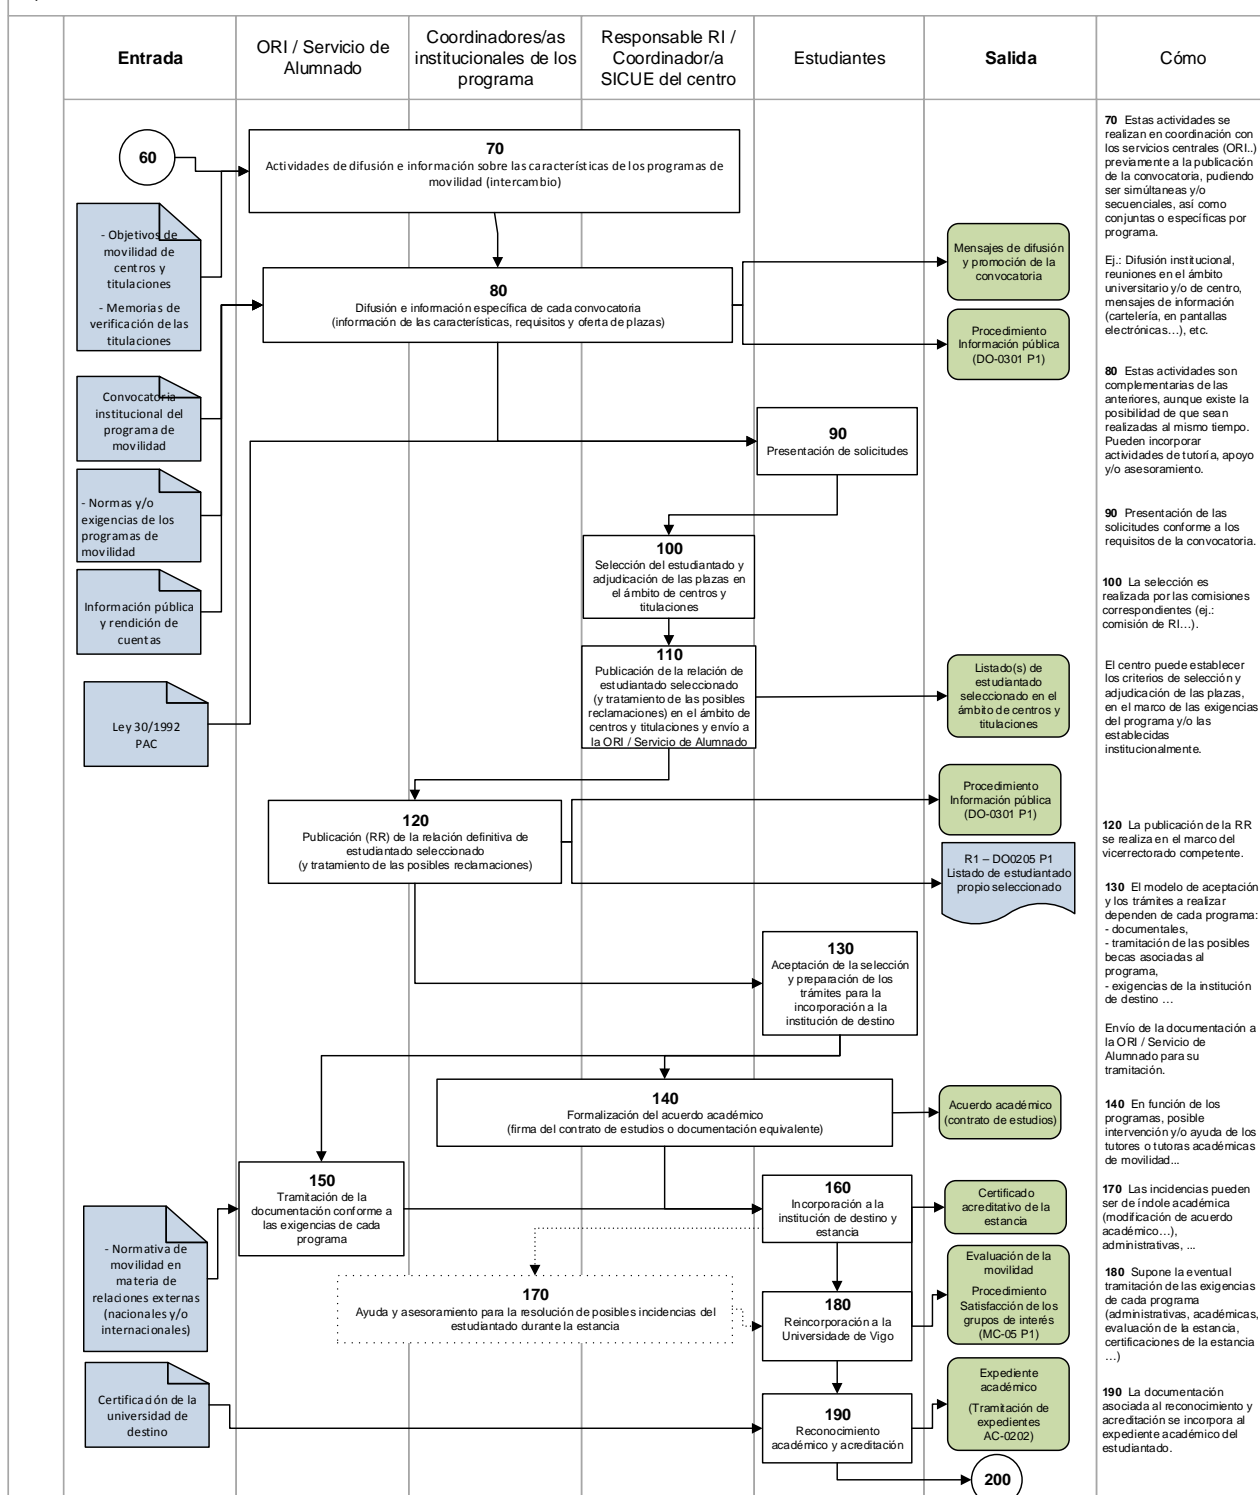 Entrada
ORI / Servicio de
Alumnado
Coordinadores/as
institucionales de los
programa
Responsable RI /
Coordinador/a
SICUE del centro
Estudiantes
Salida
Cómo
60
70
Actividades de difusión e información sobre las características de los programas de
movilidad (intercambio)
- Objetivos de
movilidad de
centros y
titulaciones
- Memorias de
verificación de las
titulaciones
80
Difusión e información específica de cada convocatoria
(información de las características, requisitos y oferta de plazas)
Mensajes de difusión
y promoción de la
convocatoria
Procedimiento
Información pública
(DO-0301 P1)
Convocatoria
institucional del
programa de
movilidad
90
Presentación de solicitudes
- Normas y/o
exigencias de los
programas de
movilidad
100
Selección del estudiantado y
adjudicación de las plazas en
el ámbito de centros y
titulaciones
Información pública
y rendición de
cuentas
110
Publicación de la relación de
estudiantado seleccionado
(y tratamiento de las posibles
reclamaciones) en el ámbito de
centros y titulaciones y envío a
la ORI / Servicio de Alumnado
Listado(s) de
estudiantado
seleccionado en el
ámbito de centros y
titulaciones
Ley 30/1992
PAC
120
Publicación (RR) de la relación definitiva de
estudiantado seleccionado
(y tratamiento de las posibles reclamaciones)
Procedimiento
Información pública
(DO-0301 P1)
R1 – DO0205 P1
Listado de estudiantado
propio seleccionado
130
Aceptación de la selección
y preparación de los
trámites para la
incorporación a la
institución de destino
140
Formalización del acuerdo académico
(firma del contrato de estudios o documentación equivalente)
Acuerdo académico
(contrato de estudios)
150
Tramitación de la
documentación conforme a
las exigencias de cada
programa
160
Incorporación a la
institución de destino y
estancia
Certificado
acreditativo de la
estancia
- Normativa de
movilidad en
materia de
relaciones externas
(nacionales y/o
internacionales)
170
Ayuda y asesoramiento para la resolución de posibles incidencias del
estudiantado durante la estancia
180
Reincorporación a la
Universidade de Vigo
Evaluación de la
movilidad
Procedimiento
Satisfacción de los
grupos de interés
(MC-05 P1)
Certificación de la
universidad de
destino
190
Reconocimiento
académico y acreditación
Expediente
académico
(Tramitación de
expedientes
AC-0202)
200
70 Estas actividades se
realizan en coordinación con
los servicios centrales (ORI..)
previamente a la publicación
de la convocatoria, pudiendo
ser simúltaneas y/o
secuenciales, así como
conjuntas o específicas por
programa.
Ej.: Difusión institucional,
reuniones en el ámbito
universitario y/o de centro,
mensajes de información
(cartelería, en pantallas
electrónicas...), etc.
80 Estas actividades son
complementarias de las
anteriores, aunque existe la
posibilidad de que sean
realizadas al mismo tiempo.
Pueden incorporar
actividades de tutoría, apoyo
y/o asesoramiento.
90 Presentación de las
solicitudes conforme a los
requisitos de la convocatoria.
100 La selección es
realizada por las comisiones
correspondientes (ej.:
comisión de RI...).
El centro puede establecer
los criterios de selección y
adjudicación de las plazas,
en el marco de las exigencias
del programa y/o las
establecidas
institucionalmente.
120 La publicación de la RR
se realiza en el marco del
vicerrectorado competente.
130 El modelo de aceptación
y los trámites a realizar
dependen de cada programa:
- documentales,
- tramitación de las posibles
becas asociadas al
programa,
- exigencias de la institución
de destino ...
Envío de la documentación a
la ORI / Servicio de
Alumnado para su
tramitación.
140 En función de los
programas, posible
intervención y/o ayuda de los
tutores o tutoras académicas
de movilidad...
170 Las incidencias pueden
ser de índole académica
(modificación de acuerdo
académico...),
administrativas, ...
180 Supone la eventual
tramitación de las exigencias
de cada programa
(administrativas, académicas,
evaluación de la estancia,
certificaciones de la estancia
...)
190 La documentación
asociada al reconocimiento y
acreditación se incorpora al
expediente académico del
estudiantado.